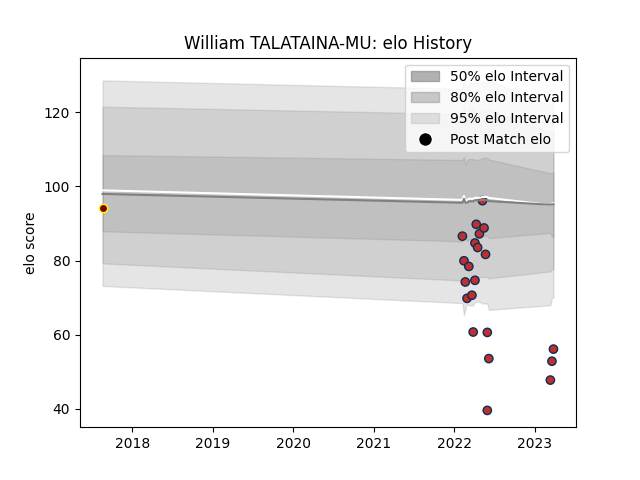 William TALATAINA-MU: elo History
50% elo Interval
80% elo Interval
95% elo Interval
Post Match elo
elo score
120
100
80
60
40
2018
2019
2020
2021
2022
2023